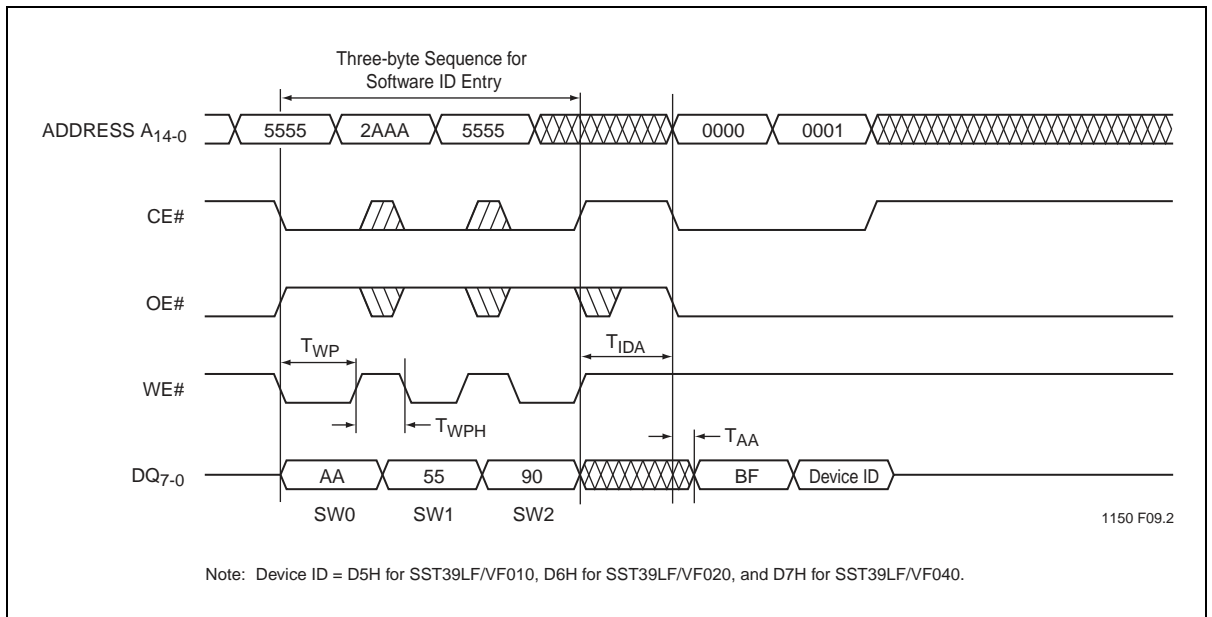 Three-byte Sequence for
Software ID Entry
ADDRESS A14-0
5555 2AAA 5555 0000 0001
CE#
OE#
TWP TIDA
WE#
TWPH TAA
DQ7-0
AA 55 90 BF Device ID
SW0 SW1 SW2
1150 F09.2
Note: Device ID = D5H for SST39LF/VF010, D6H for SST39LF/VF020, and D7H for SST39LF/VF040.